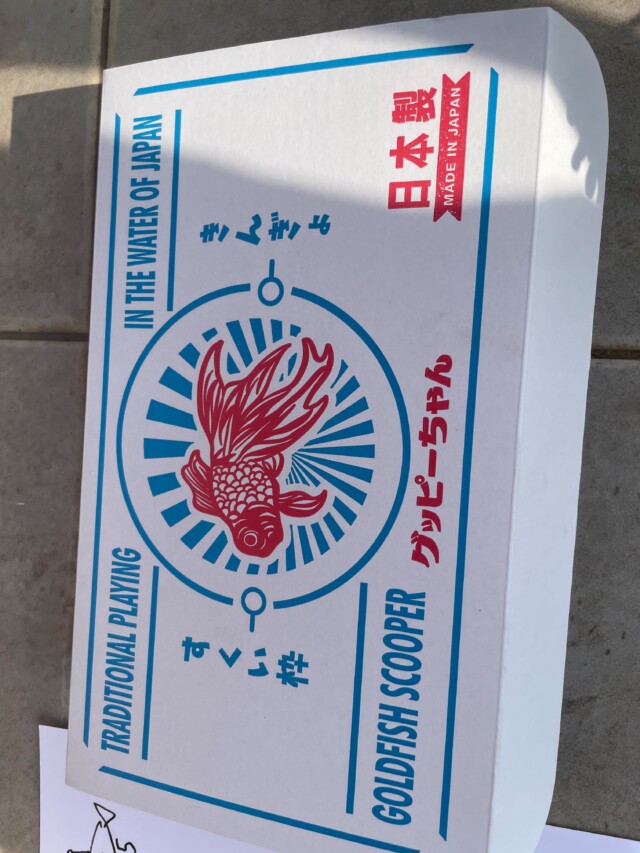 TRADITIONAL PLAYING
IN THE WATER OF JAPAN
すくい枠
きんぎょ
GOLDFISH SCOOPER
グッピーちゃん
日本製
MADE IN JAPAN
5